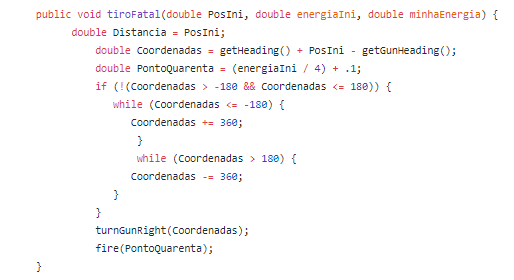 public void tiroFatal(double PosIni, double energiaIni, double minhaEnergia) {
double Distancia = PosIni;
double Coordenadas = getHeading() + PosIni - getGunHeading();
double PontoQuarenta = (energiaIni / 4) + .1;
if (!(Coordenadas > -180 && Coordenadas <= 180)) {
while (Coordenadas <= -180) {
Coordenadas += 360;
}
while (Coordenadas > 180) {
Coordenadas -= 360;
}
}
turnGunRight(Coordenadas);
fire(PontoQuarenta);
}